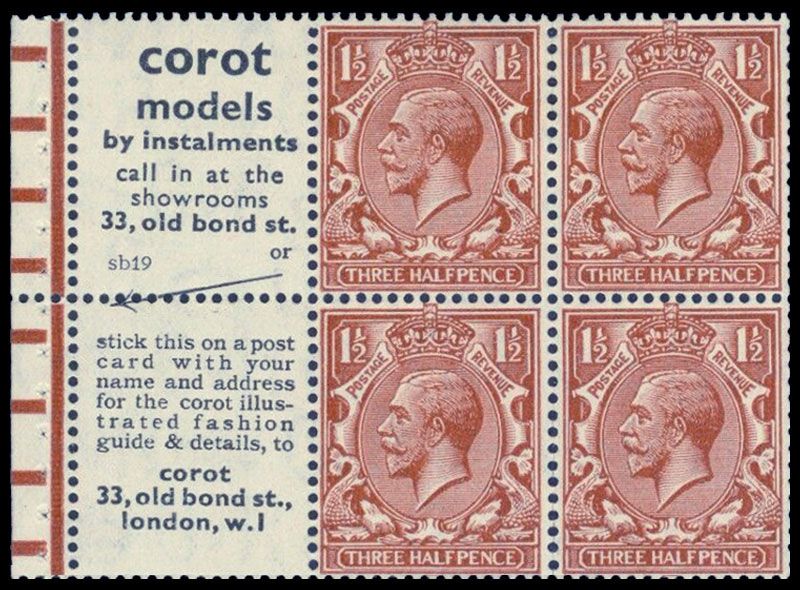 corot
models
by instalments
call in at the
showrooms
33, old bond st.
or
sb19
stick this on a post
card with your
name and address
for the corot illus-
trated fashion
guide & details, to
corot
33, old bond st.,
london, w.1
1½ 1½
POSTAGE REVENUE
THREE HALFPENCE
1½ 1½
POSTAGE REVENUE
THREE HALFPENCE
1½ 1½
POSTAGE REVENUE
THREE HALFPENCE
1½ 1½
POSTAGE REVENUE
THREE HALFPENCE